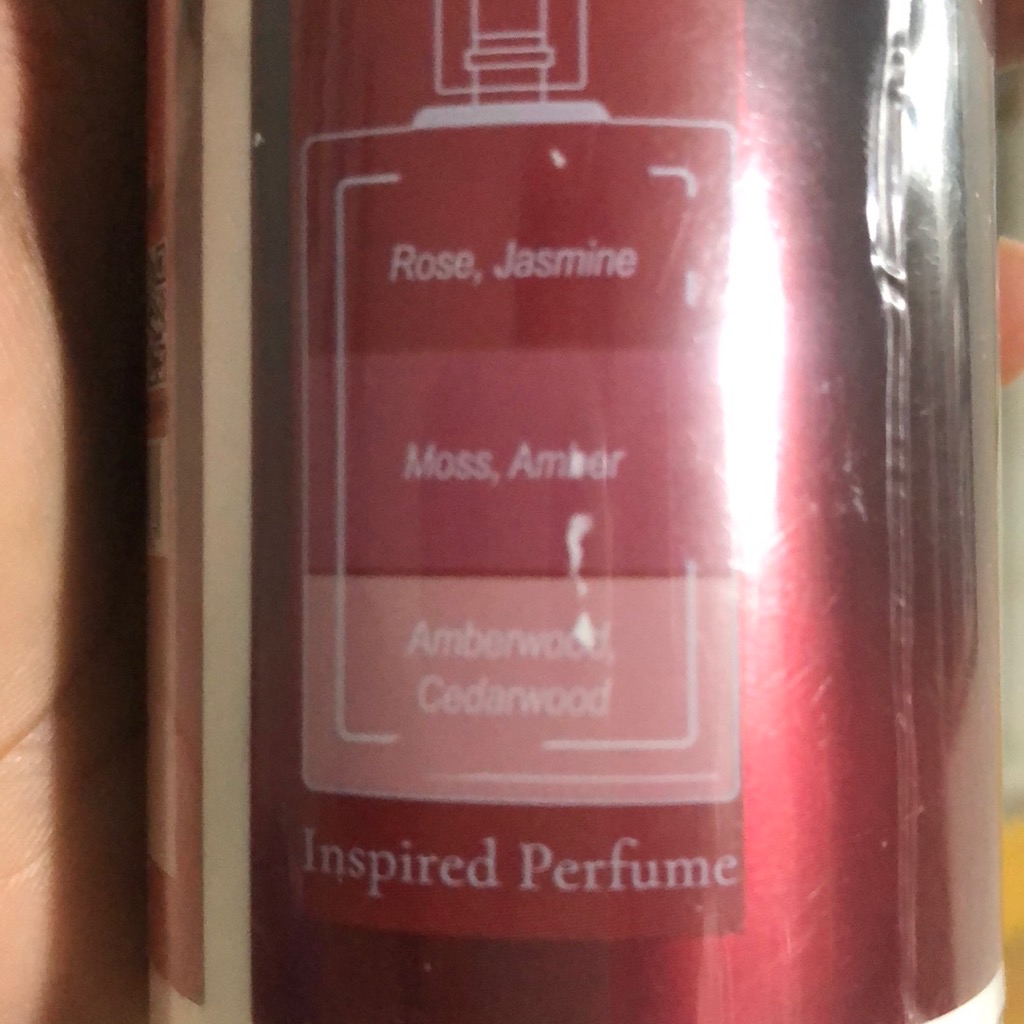 Rose, Jasmine
Moss, Amber
Amberwood,
Cedarwood
Inspired Perfume